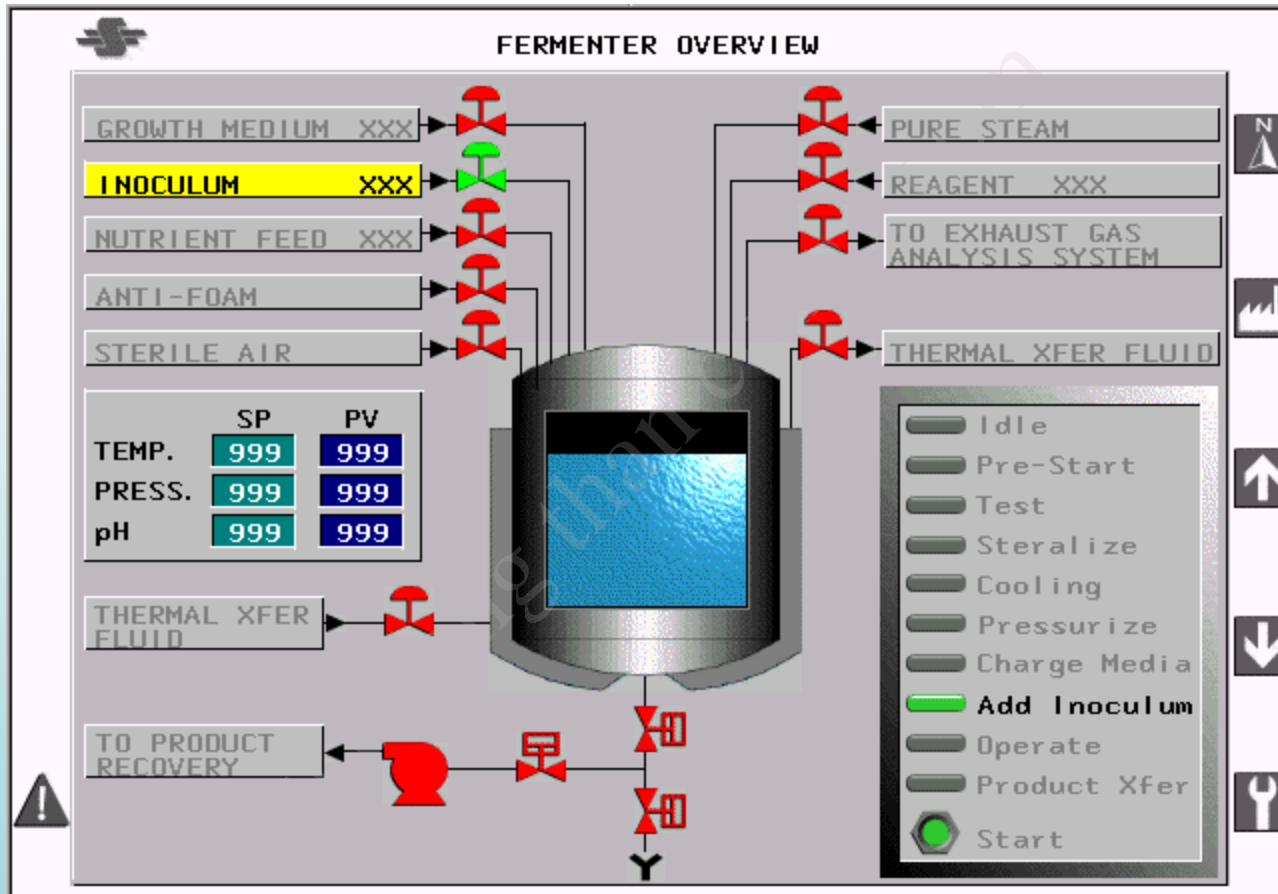 FERMENTER OVERVIEW
GROWTH MEDIUM XXX
INOCULUM XXX
NUTRIENT FEED XXX
ANTI-FOAM
STERILE AIR
PURE STEAM
REAGENT XXX
TO EXHAUST GAS
ANALYSIS SYSTEM
THERMAL XFER FLUID
SP PV
TEMP. 999 999
PRESS. 999 999
pH 999 999
THERMAL XFER
FLUID
TO PRODUCT
RECOVERY
Idle
Pre-Start
Test
Steralize
Cooling
Pressurize
Charge Media
Add Inoculum
Operate
Product Xfer
Start
N